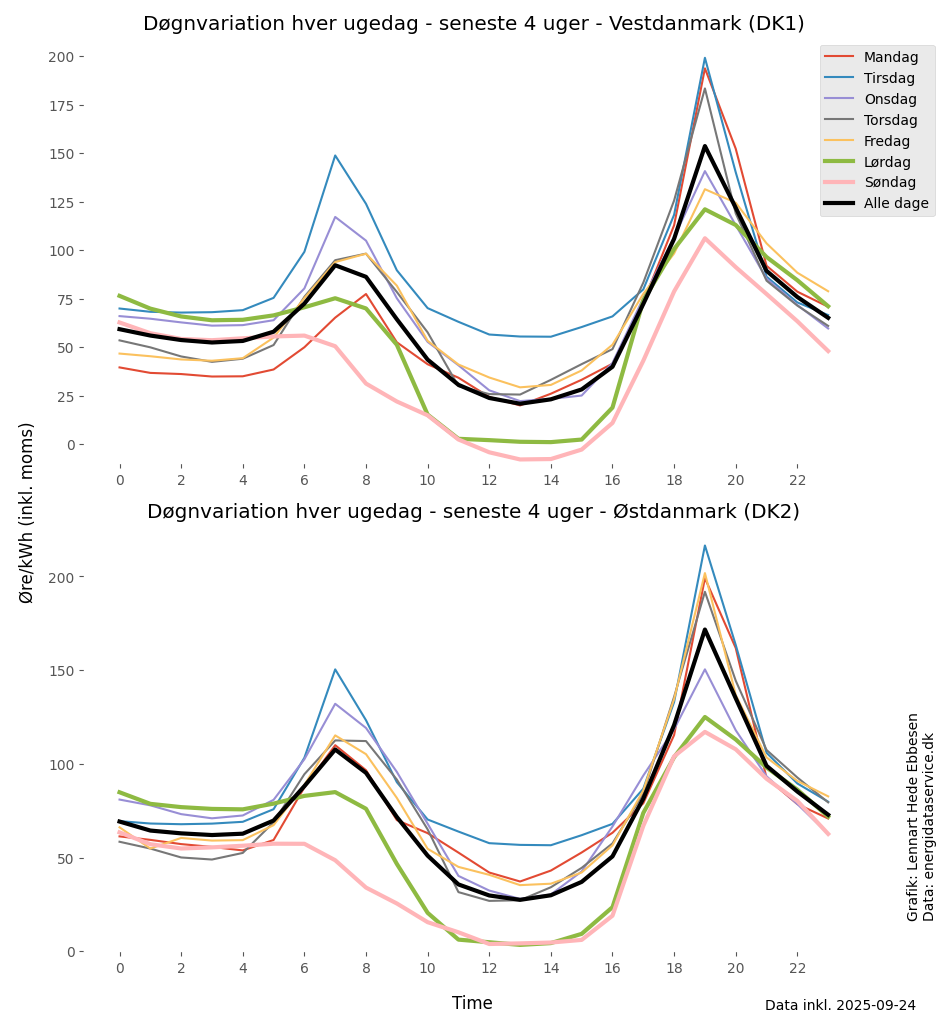 Døgnvariation hver ugedag - seneste 4 uger - Vestdanmark (DK1)
200
175
150
125
100
75
50
25
0
0 2 4 6 8 10 12 14 16 18 20 22
Mandag
Tirsdag
Onsdag
Torsdag
Fredag
Lørdag
Søndag
Alle dage
Øre/kWh (inkl. moms)
Døgnvariation hver ugedag - seneste 4 uger - Østdanmark (DK2)
200
150
100
50
0
0 2 4 6 8 10 12 14 16 18 20 22
Time
Grafik: Lennart Hede Ebbesen
Data: energidataservice.dk
Data inkl. 2025-09-24